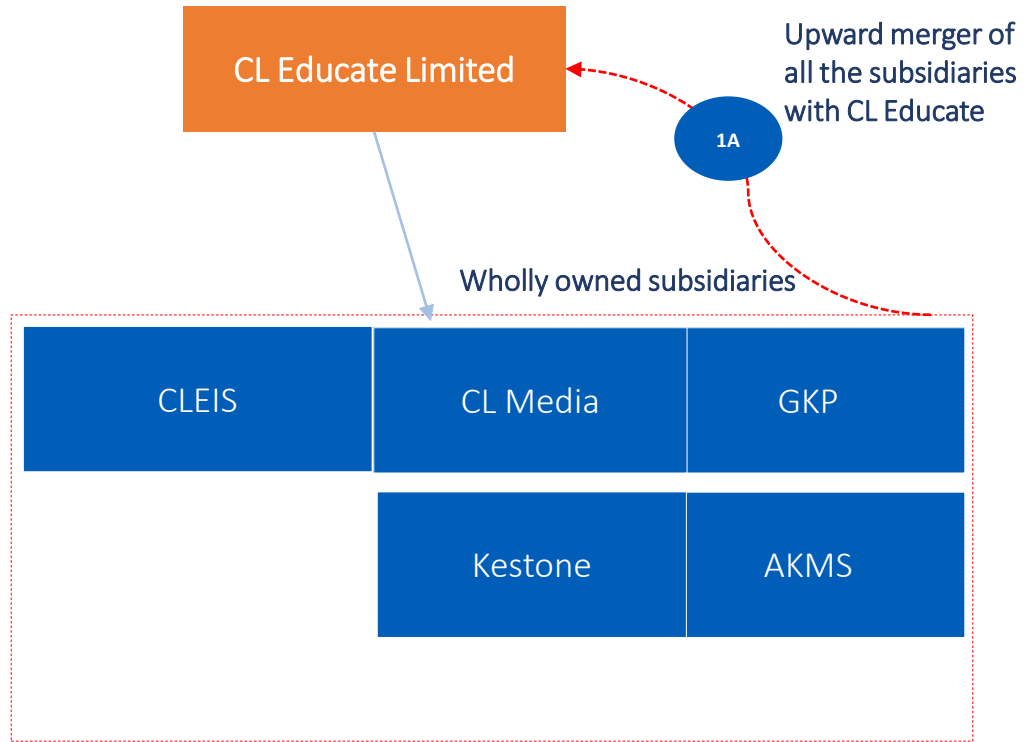 CL Educate Limited
Upward merger of
all the subsidiaries
with CL Educate
1A
Wholly owned subsidiaries
CLEIS
CL Media
GKP
Kestone
AKMS